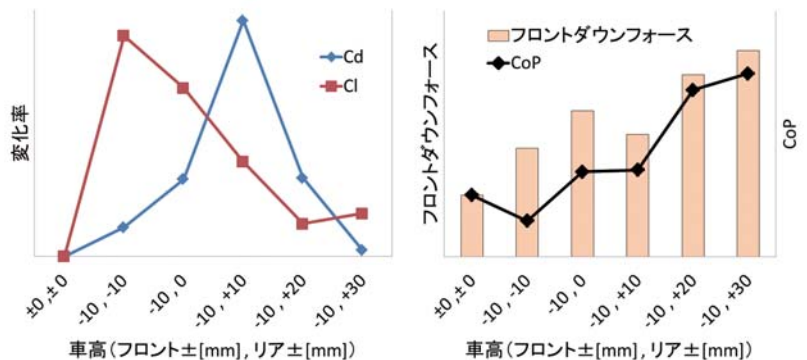 変化率
Cd
Cl
±0 , ± 0
-10 , -10
-10 , 0
-10 , +10
-10 , +20
-10 , +30
車高(フロント±[mm] , リア±[mm])
フロントダウンフォース
フロントダウンフォース
CoP
CoP
±0 , ± 0
-10 , -10
-10 , 0
-10 , +10
-10 , +20
-10 , +30
車高(フロント±[mm] , リア±[mm])